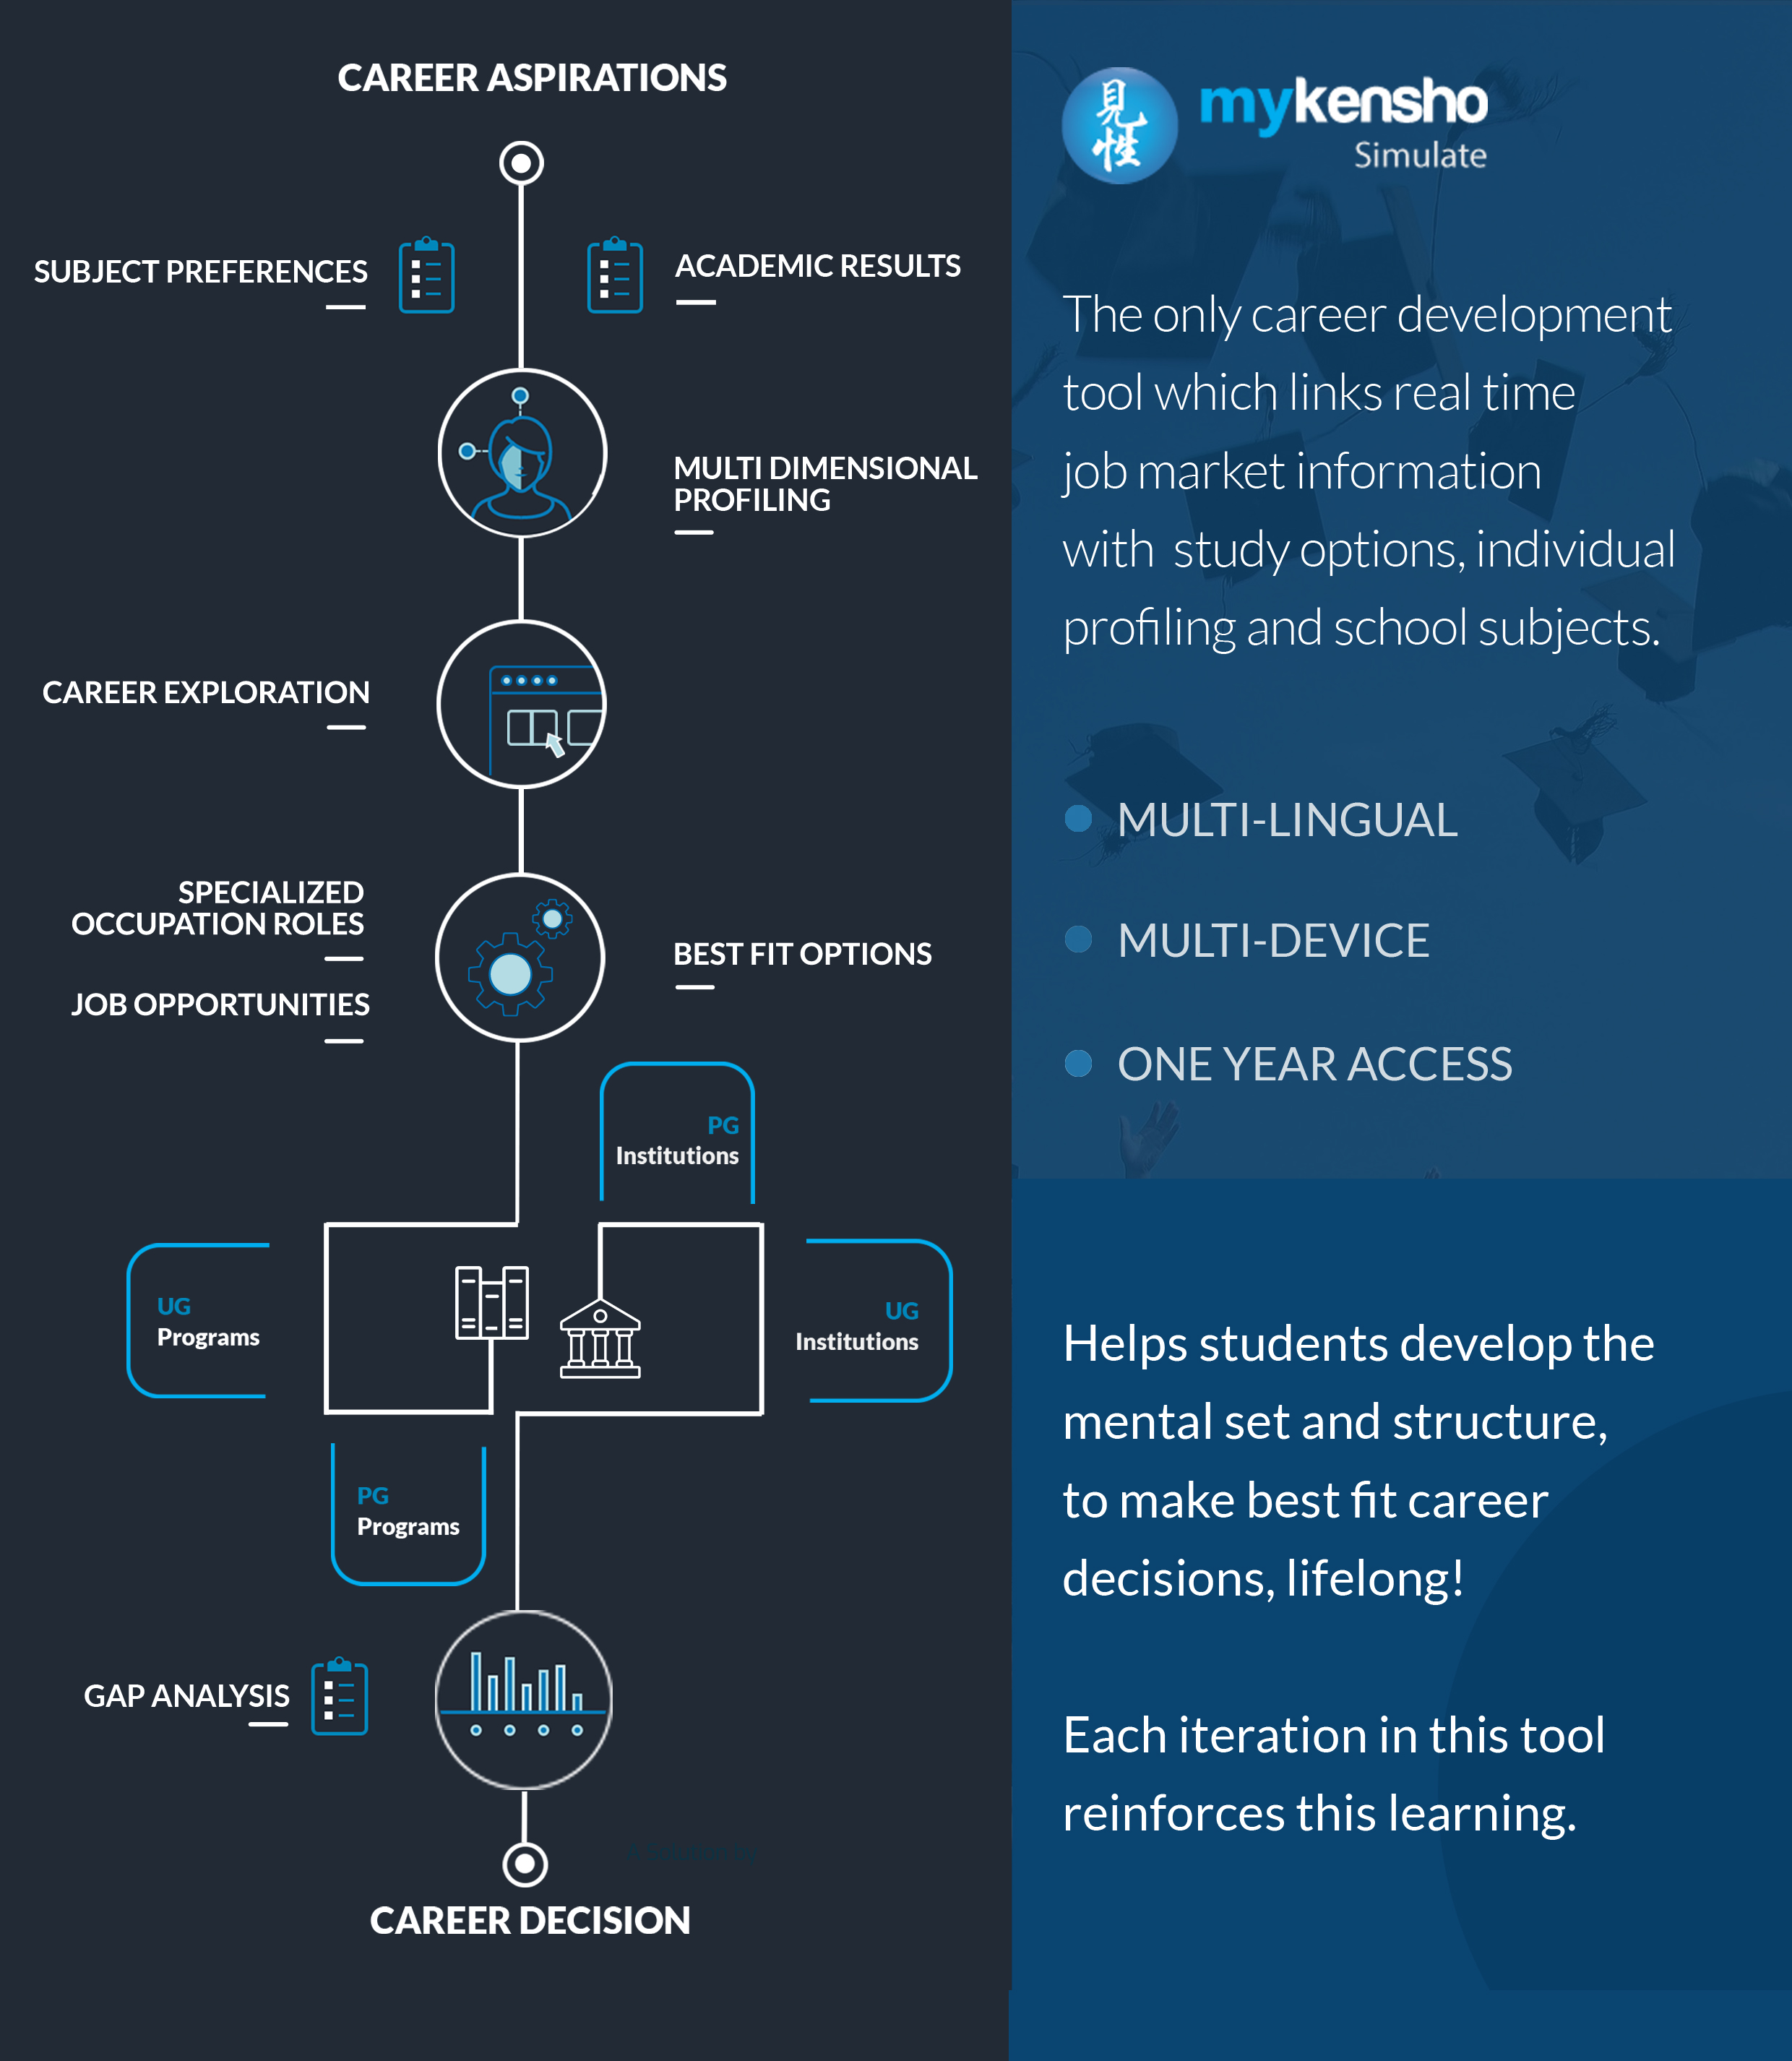 CAREER ASPIRATIONS
SUBJECT PREFERENCES
ACADEMIC RESULTS
MULTI DIMENSIONAL
PROFILING
CAREER EXPLORATION
SPECIALIZED
OCCUPATION ROLES
JOB OPPORTUNITIES
BEST FIT OPTIONS
PG
Institutions
UG
Programs
UG
Institutions
PG
Programs
GAP ANALYSIS
CAREER DECISION
見性
mykensho
Simulate
The only career development
tool which links real time
job market information
with study options, individual
profiling and school subjects.
MULTI-LINGUAL
MULTI-DEVICE
ONE YEAR ACCESS
Helps students develop the
mental set and structure,
to make best fit career
decisions, lifelong!
Each iteration in this tool
reinforces this learning.